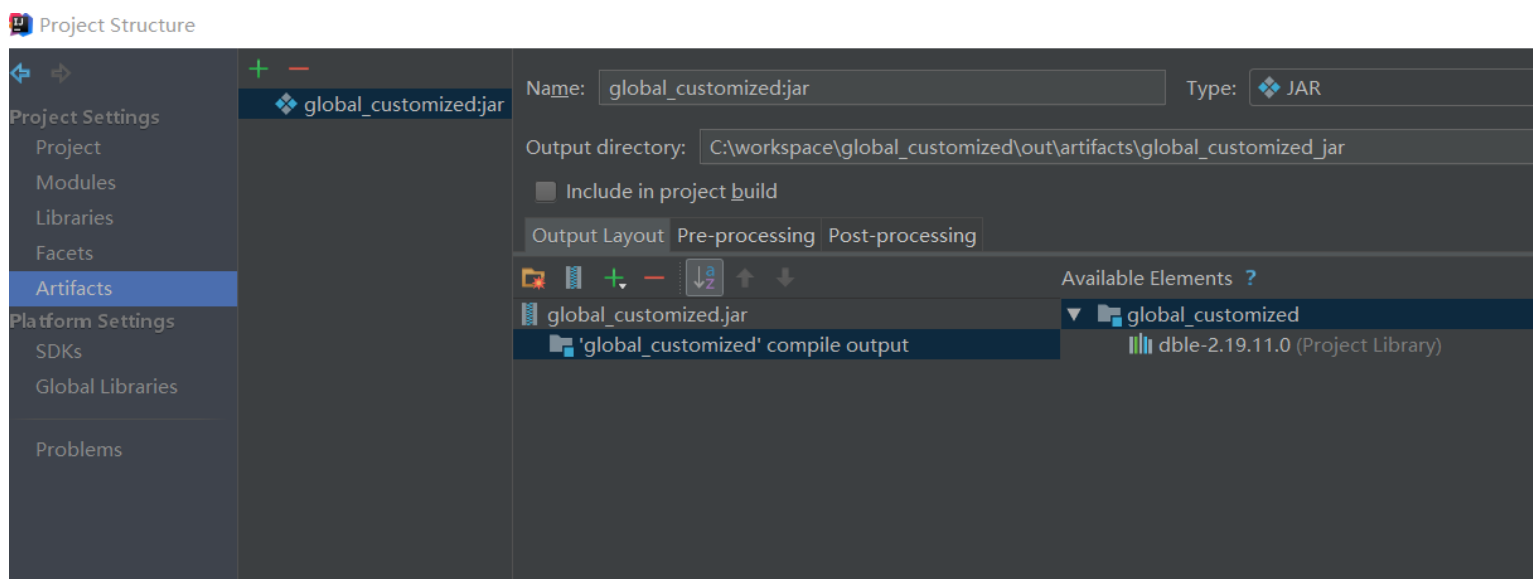 Project Structure
Project Settings
Project
Modules
Libraries
Facets
Artifacts
Platform Settings
SDKs
Global Libraries
Problems
global_customized:jar
Name: global_customized:jar Type: JAR
Output directory: C:\workspace\global_customized\out\artifacts\global_customized_jar
Include in project build
Output Layout Pre-processing Post-processing
Available Elements ?
global_customized.jar
'global_customized' compile output
global_customized
dble-2.19.11.0 (Project Library)